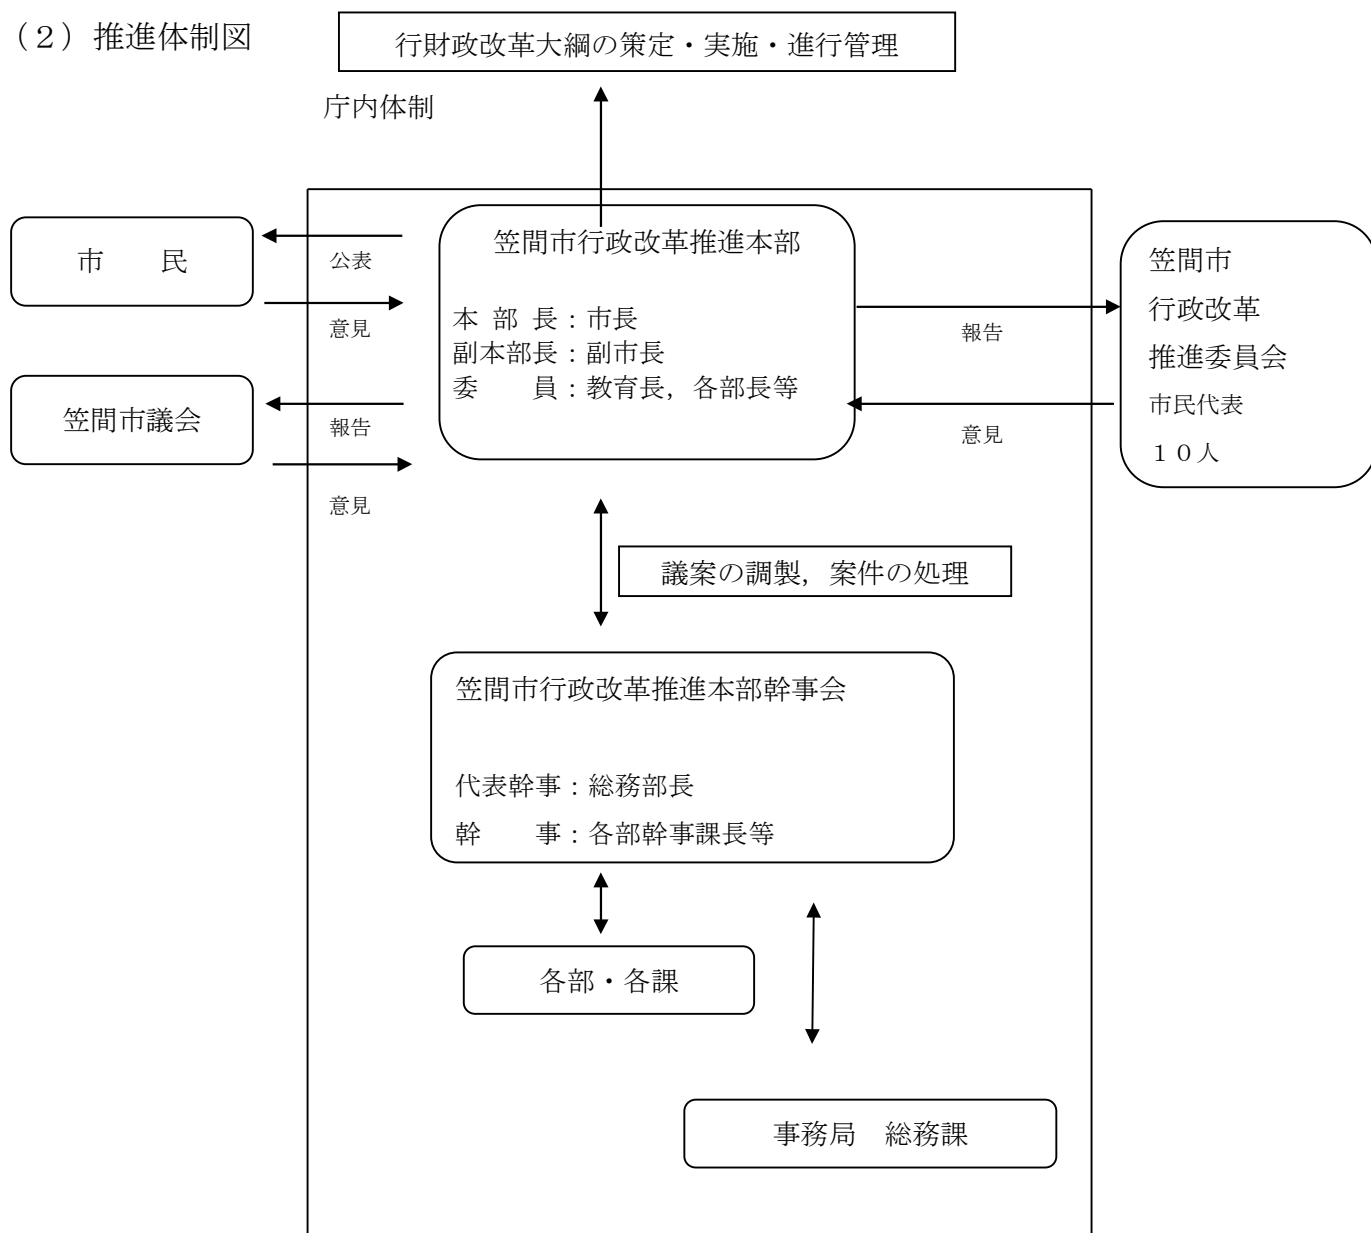 （２）推進体制図
行財政改革大綱の策定・実施・進行管理
庁内体制
市　　民
公表
意見
笠間市議会
報告
意見
笠間市行政改革推進本部
本 部 長：市長
副本部長：副市長
委　　員：教育長，各部長等
報告
意見
笠間市
行政改革
推進委員会
市民代表
１０人
議案の調製，案件の処理
笠間市行政改革推進本部幹事会
代表幹事：総務部長
幹　　事：各部幹事課長等
各部・各課
事務局　総務課